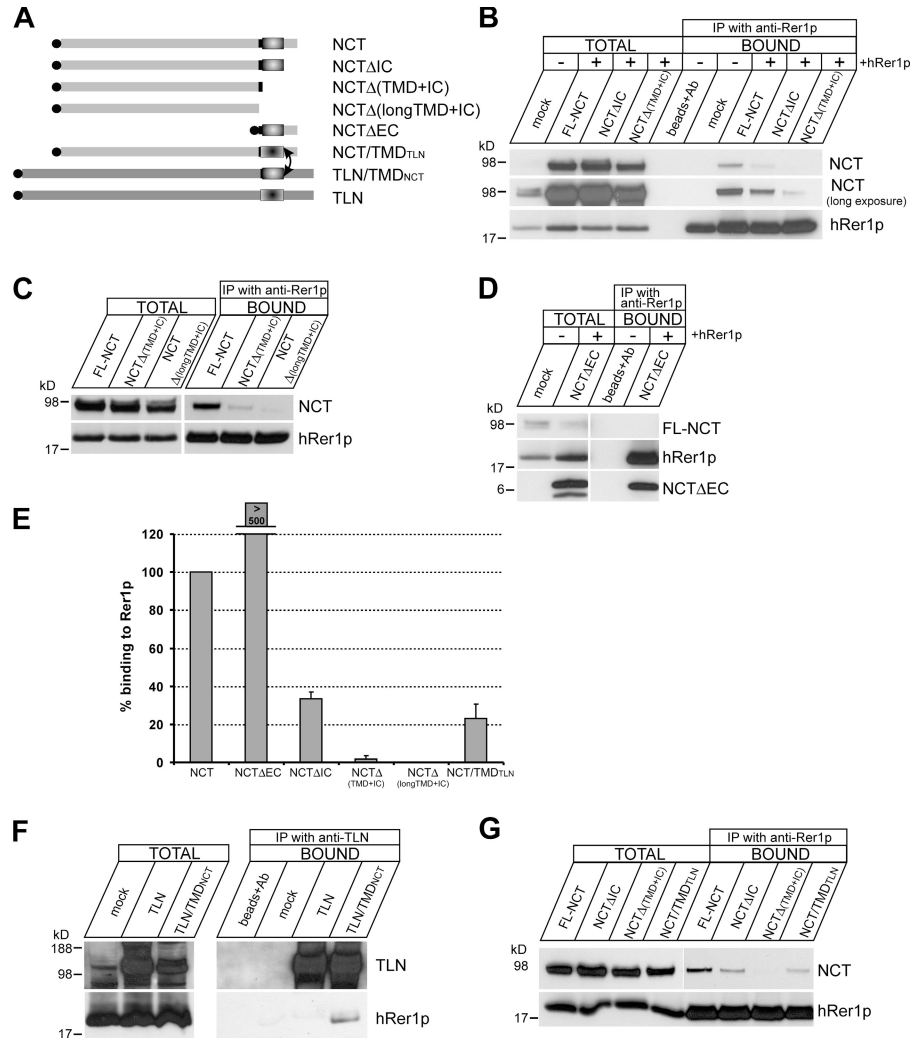 A
NCT
NCTΔIC
NCTΔ(TMD+IC)
NCTΔ(longTMD+IC)
NCTΔEC
NCT/TMDTLN
TLN/TMDNCT
TLN
B
IP with anti-Rer1p
TOTAL
BOUND
- + + + - + + + +hRer1p
mock
FL-NCT
NCTΔIC
NCTΔ(TMD+IC)
beads+Ab
mock
FL-NCT
NCTΔIC
NCTΔ(TMD+IC)
kD
98
NCT
98
NCT
(long exposure)
hRer1p
17
C
IP with anti-Rer1p
TOTAL
BOUND
FL-NCT
NCTΔ(TMD+IC)
NCT
Δ(longTMD+IC)
FL-NCT
NCTΔ(TMD+IC)
NCT
Δ(longTMD+IC)
kD
98
NCT
hRer1p
17
D
IP with
anti-Rer1p
TOTAL
BOUND
- + - + +hRer1p
mock
NCTΔEC
beads+Ab
NCTΔEC
kD
98
FL-NCT
hRer1p
17
6
NCTΔEC
E
>
500
120
100
80
60
40
20
0
% binding to Rer1p
NCT
NCTΔEC
NCTΔIC
NCTΔ
(TMD+IC)
NCTΔ
(longTMD+IC)
NCT/TMDTLN
F
IP with anti-TLN
TOTAL
BOUND
mock
TLN
TLN/TMDNCT
beads+Ab
mock
TLN
TLN/TMDNCT
kD
188
98
TLN
hRer1p
17
G
IP with anti-Rer1p
TOTAL
BOUND
FL-NCT
NCTΔIC
NCTΔ(TMD+IC)
NCT/TMDTLN
FL-NCT
NCTΔIC
NCTΔ(TMD+IC)
NCT/TMDTLN
kD
98
NCT
hRer1p
17